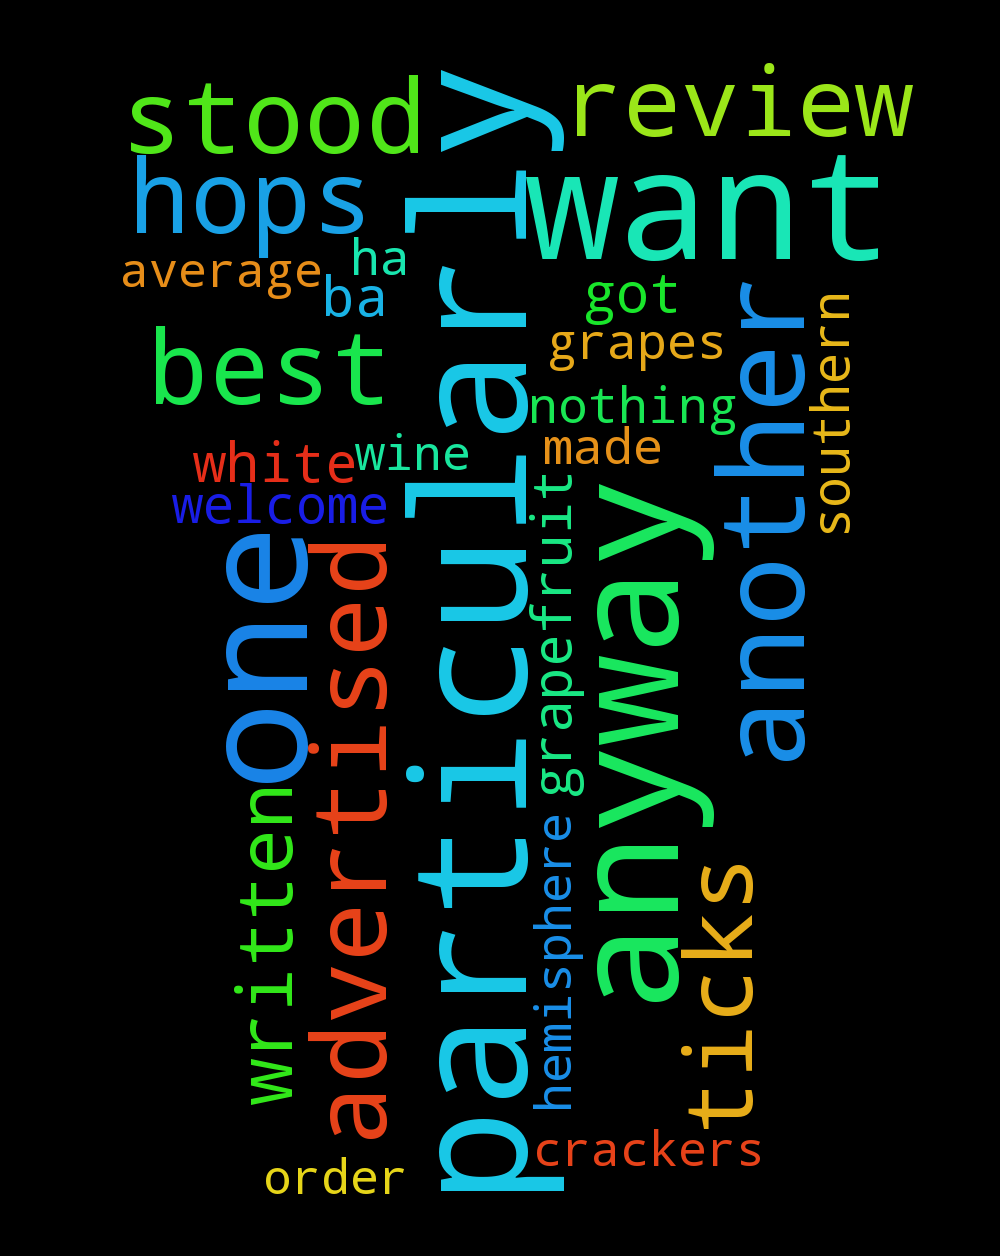 stood
review
hops
want
average
ha
ba
got
grapes
best
nothing
made
white
wine
welcome
particularly
another
southern
one
advertised
grapefruit
anyway
written
hemisphere
ticks
crackers
order